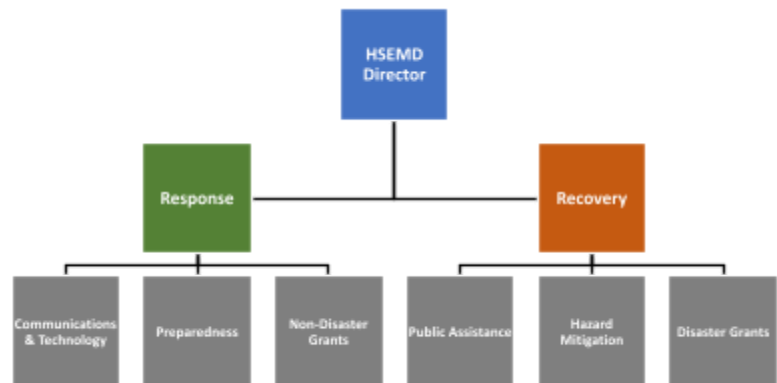 HSEMD
Director
Response
Recovery
Communications
& Technology
Preparedness
Non-Disaster
Grants
Public Assistance
Hazard
Mitigation
Disaster Grants